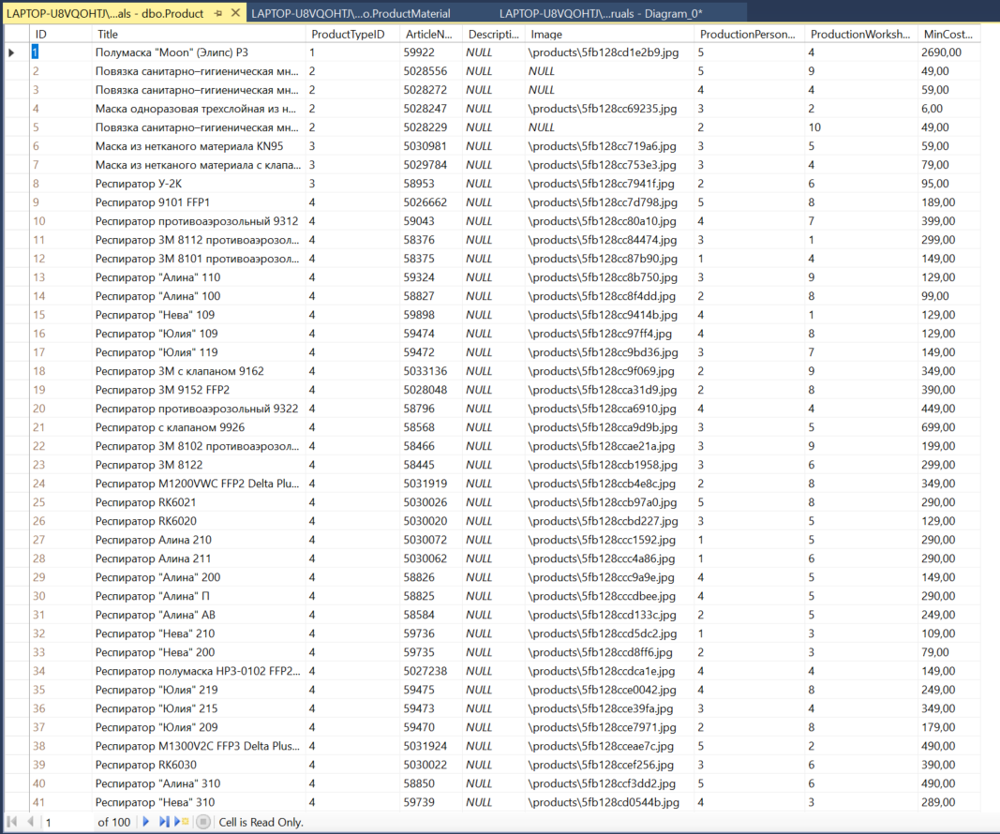 LAPTOP-U8VQOHTJ\...als - dbo.Product LAPTOP-U8VQOHTJ\...o.ProductMaterial LAPTOP-U8VQOHTJ\...ruals - Diagram_0*
ID Title ProductTypeID ArticleN... Descripti... Image ProductionPerson... ProductionWorksh... MinCost...
1 Полумаска "Moon" (Элипс) P3 1 59922 NULL \products\5fb128cd1e2b9.jpg 5 4 2690,00
2 Повязка санитарно–гигиеническая мн... 2 5028556 NULL NULL 5 9 49,00
3 Повязка санитарно–гигиеническая мн... 2 5028272 NULL NULL 4 4 59,00
4 Маска одноразовая трехслойная из н... 2 5028247 NULL \products\5fb128cc69235.jpg 3 2 6,00
5 Повязка санитарно–гигиеническая мн... 2 5028229 NULL NULL 2 10 49,00
6 Маска из нетканого материала KN95 3 5030981 NULL \products\5fb128cc719a6.jpg 3 5 59,00
7 Маска из нетканого материала с клапа... 3 5029784 NULL \products\5fb128cc753e3.jpg 3 4 79,00
8 Респиратор У-2К 3 58953 NULL \products\5fb128cc7941f.jpg 2 6 95,00
9 Респиратор 9101 FFP1 4 5026662 NULL \products\5fb128cc7d798.jpg 5 8 189,00
10 Респиратор противоаэрозольный 9312 4 59043 NULL \products\5fb128cc80a10.jpg 4 7 399,00
11 Респиратор 3M 8112 противоаэрозол... 4 58376 NULL \products\5fb128cc84474.jpg 3 1 299,00
12 Респиратор 3M 8101 противоаэрозол... 4 58375 NULL \products\5fb128cc87b90.jpg 1 4 149,00
13 Респиратор "Алина" 110 4 59324 NULL \products\5fb128cc8b750.jpg 3 9 129,00
14 Респиратор "Алина" 100 4 58827 NULL \products\5fb128cc8f4dd.jpg 2 8 99,00
15 Респиратор "Нева" 109 4 59898 NULL \products\5fb128cc9414b.jpg 4 1 129,00
16 Респиратор "Юлия" 109 4 59474 NULL \products\5fb128cc97ff4.jpg 4 8 129,00
17 Респиратор "Юлия" 119 4 59472 NULL \products\5fb128cc9bd36.jpg 3 7 149,00
18 Респиратор 3M с клапаном 9162 4 5033136 NULL \products\5fb128cc9f069.jpg 2 9 349,00
19 Респиратор 3M 9152 FFP2 4 5028048 NULL \products\5fb128cca31d9.jpg 2 8 390,00
20 Респиратор противоаэрозольный 9322 4 58796 NULL \products\5fb128cca6910.jpg 4 4 449,00
21 Респиратор с клапаном 9926 4 58568 NULL \products\5fb128cca9d9b.jpg 3 5 699,00
22 Респиратор 3M 8102 противоаэрозол... 4 58466 NULL \products\5fb128ccae21a.jpg 3 9 199,00
23 Респиратор 3M 8122 4 58445 NULL \products\5fb128ccb1958.jpg 3 6 299,00
24 Респиратор M1200VWC FFP2 Delta Plu... 4 5031919 NULL \products\5fb128ccb4e8c.jpg 2 8 349,00
25 Респиратор RK6021 4 5030026 NULL \products\5fb128ccb97a0.jpg 5 8 290,00
26 Респиратор RK6020 4 5030020 NULL \products\5fb128ccbd227.jpg 3 5 129,00
27 Респиратор Алина 210 4 5030072 NULL \products\5fb128ccc1592.jpg 1 5 290,00
28 Респиратор Алина 211 4 5030062 NULL \products\5fb128ccc4a86.jpg 1 6 290,00
29 Респиратор "Алина" 200 4 58826 NULL \products\5fb128ccc9a9e.jpg 4 5 149,00
30 Респиратор "Алина" П 4 58825 NULL \products\5fb128cccdbee.jpg 4 5 290,00
31 Респиратор "Алина" АВ 4 58584 NULL \products\5fb128ccd133c.jpg 2 5 249,00
32 Респиратор "Нева" 210 4 59736 NULL \products\5fb128ccd5dc2.jpg 1 3 109,00
33 Респиратор "Нева" 200 4 59735 NULL \products\5fb128ccd8ff6.jpg 2 3 79,00
34 Респиратор полумаска НРЗ-0102 FFP2... 4 5027238 NULL \products\5fb128ccdca1e.jpg 4 4 149,00
35 Респиратор "Юлия" 219 4 59475 NULL \products\5fb128cce0042.jpg 4 8 249,00
36 Респиратор "Юлия" 215 4 59473 NULL \products\5fb128cce39fa.jpg 3 4 349,00
37 Респиратор "Юлия" 209 4 59470 NULL \products\5fb128cce7971.jpg 2 8 179,00
38 Респиратор M1300V2C FFP3 Delta Plus... 4 5031924 NULL \products\5fb128cceae7c.jpg 5 2 490,00
39 Респиратор RK6030 4 5030022 NULL \products\5fb128ccef256.jpg 3 6 390,00
40 Респиратор "Алина" 310 4 58850 NULL \products\5fb128ccf3dd2.jpg 5 6 490,00
41 Респиратор "Нева" 310 4 59739 NULL \products\5fb128cd0544b.jpg 4 3 289,00
1 of 100 Cell is Read Only.